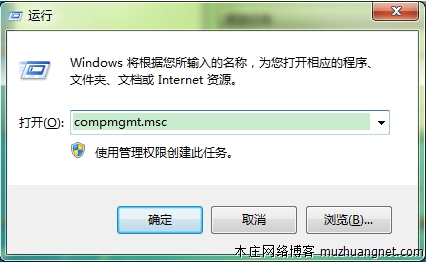 运行
Windows 将根据您所输入的名称，为您打开相应的程序、
文件夹、文档或 Internet 资源。
打开(O): compmgmt.msc
使用管理权限创建此任务。
确定 取消 浏览(B)...
木庄网络博客 muzhuangnet.com